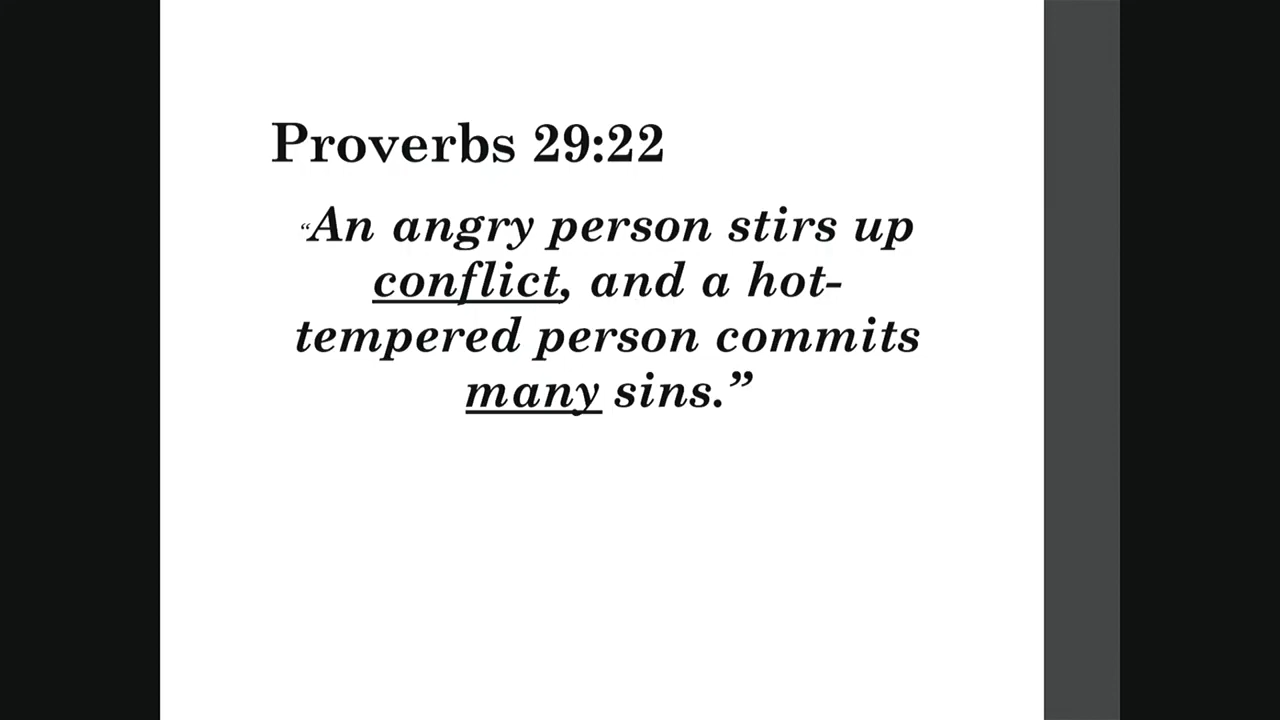 Proverbs 29:22
“An angry person stirs up
conflict, and a hot-
tempered person commits
many sins.”